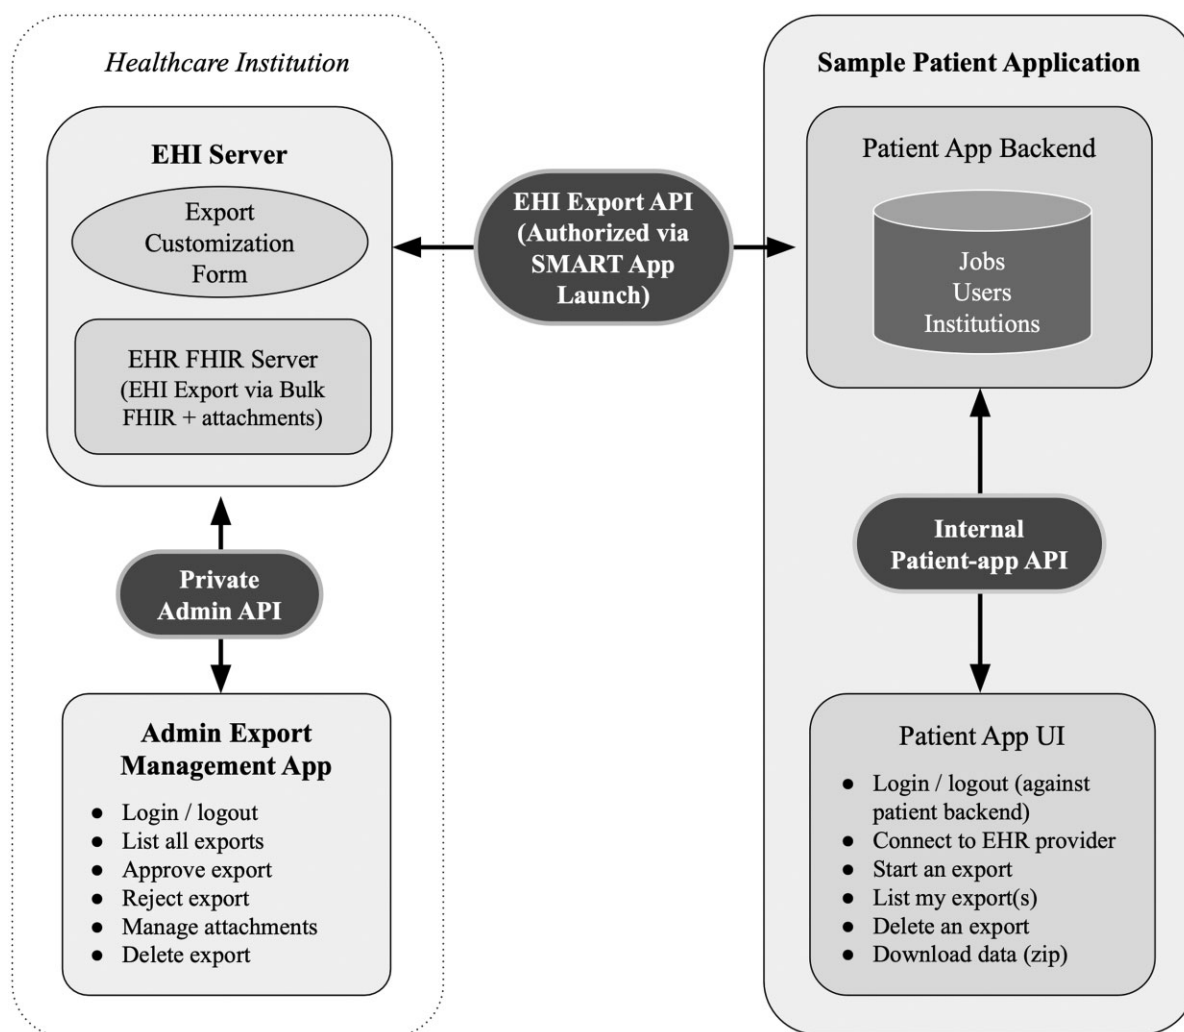 Healthcare Institution
EHI Server
Export
Customization
Form
EHR FHIR Server
(EHI Export via Bulk
FHIR + attachments)
Private
Admin API
Admin Export
Management App
● Login / logout
● List all exports
● Approve export
● Reject export
● Manage attachments
● Delete export
EHI Export API
(Authorized via
SMART App
Launch)
Sample Patient Application
Patient App Backend
Jobs
Users
Institutions
Internal
Patient-app API
Patient App UI
● Login / logout (against
patient backend)
● Connect to EHR provider
● Start an export
● List my export(s)
● Delete an export
● Download data (zip)